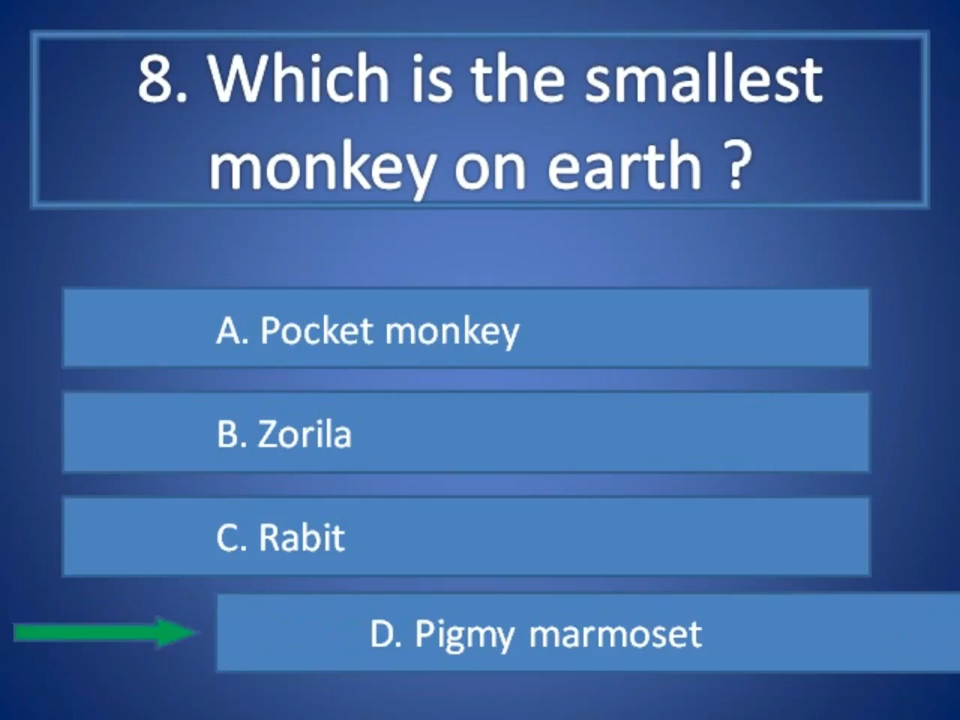 8. Which is the smallest
monkey on earth ?
A. Pocket monkey
B. Zorila
C. Rabit
D. Pigmy marmoset